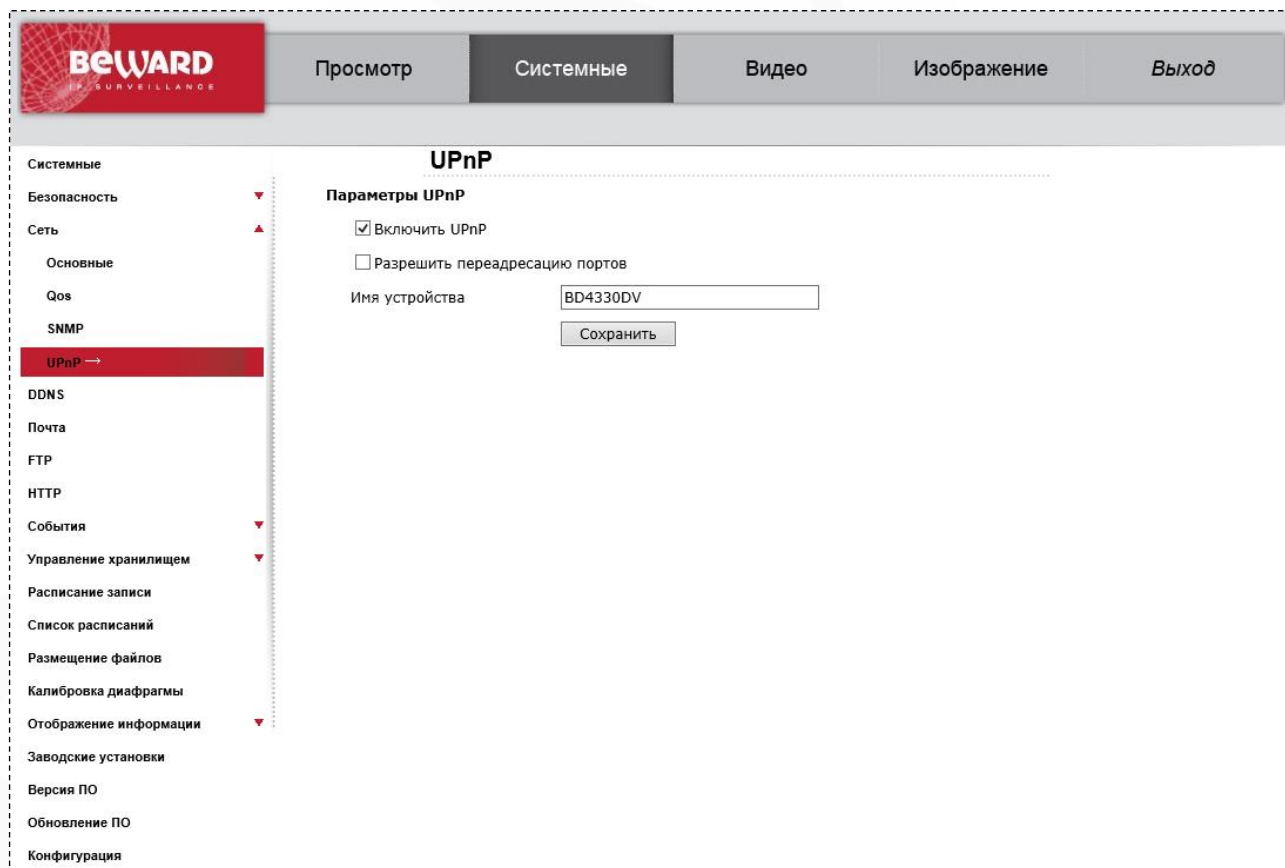 BEWARD
IP SURVEILLANCE
Просмотр
Системные
Видео
Изображение
Выход
Системные
Безопасность
Сеть
Основные
Qos
SNMP
UPnP →
DDNS
Почта
FTP
HTTP
События
Управление хранилищем
Расписание записи
Список расписаний
Размещение файлов
Калибровка диафрагмы
Отображение информации
Заводские установки
Версия ПО
Обновление ПО
Конфигурация
UPnP
Параметры UPnP
Включить UPnP
Разрешить переадресацию портов
Имя устройства BD4330DV
Сохранить